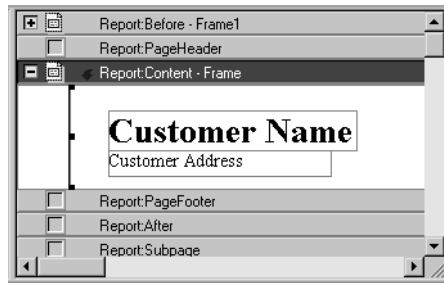 Report:Before - Frame1
Report:PageHeader
Report:Content - Frame
Customer Name
Customer Address
Report:PageFooter
Report:After
Report:Subpage